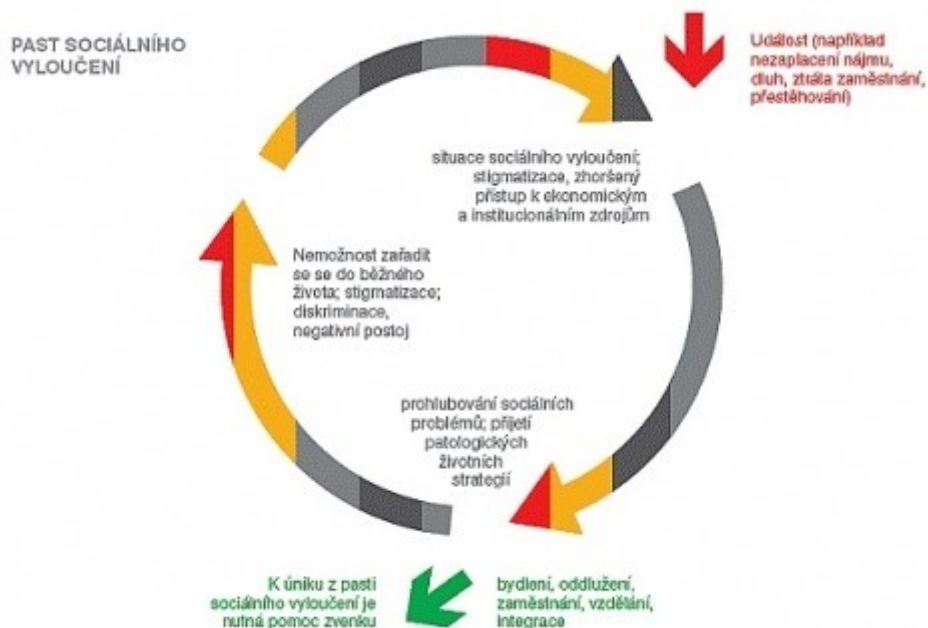 PAST SOCIÁLNÍHO
VYLOUČENÍ
Událost (například
nezaplacení nájmu,
dluh, ztráta zaměstnání,
přestěhování)
situace sociálního vyloučení;
stigmatizace, zhoršený
přístup k ekonomickým
a institucionálním zdrojům
Nemožnost zařadit
se se do běžného
života; stigmatizace;
diskriminace,
negativní postoj
prohlubování sociálních
problémů; přijetí
patologických
životních
strategií
K úniku z pasti
sociálního vyloučení je
nutná pomoc zvenku
bydlení, oddlužení,
zaměstnání, vzdělání,
integrace